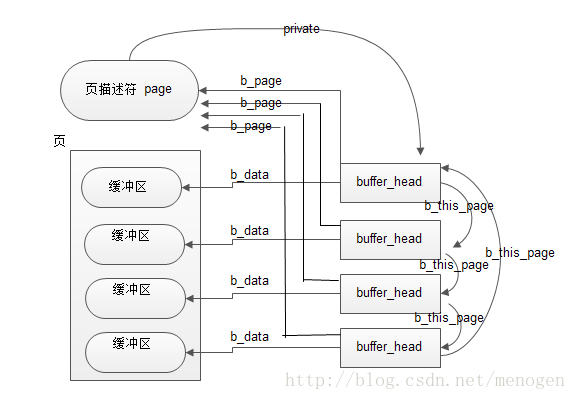 private
页描述符 page
b_page
b_page
b_page
页
缓冲区
b_data
buffer_head
b_this_page
缓冲区
b_data
buffer_head
b_this_page
b_this_page
缓冲区
b_data
buffer_head
b_this_page
缓冲区
b_data
buffer_head
http://blog.csdn.net/menogen